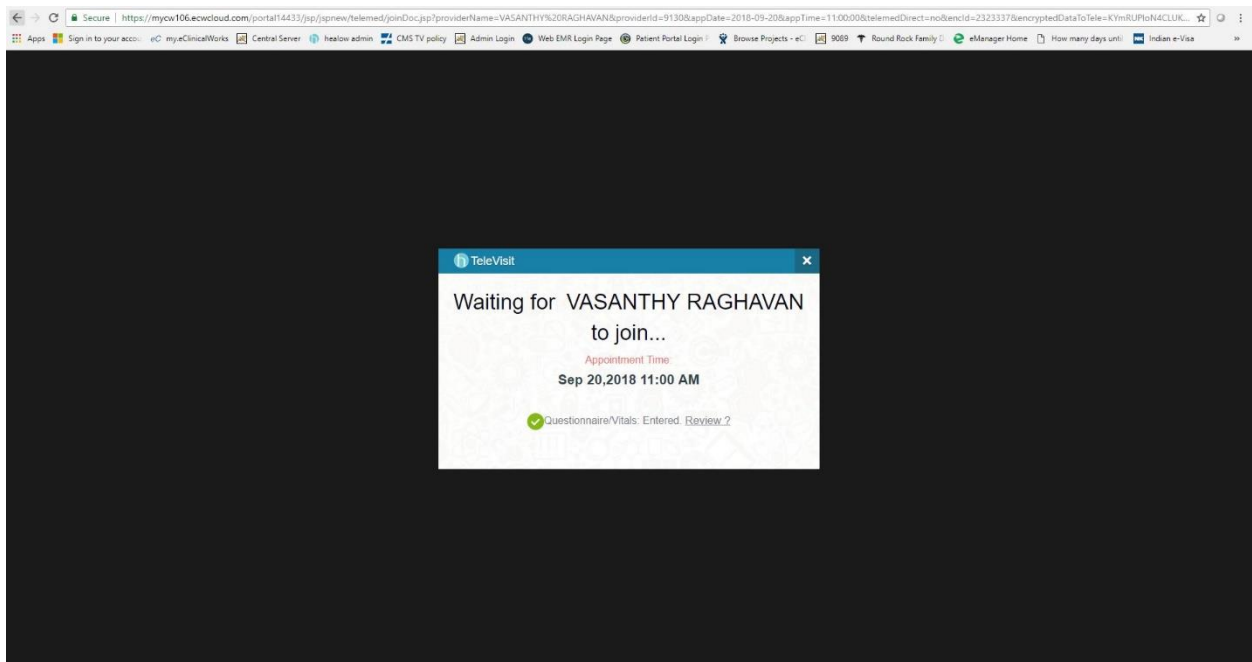 Secure | https://mycw106.ecwcloud.com/portal14433/jsp/jspnew/telemed/joinDoc.jsp?providerName=VASANTHY%20RAGHAVAN&providerId=9130&appDate=2018-09-20&appTime=11:00:00&telemedDirect=no&encId=2323337&encryptedDataToTele=KYmRUPIoN4CLUK...
Apps Sign in to your accou eC my.eClinicalWorks Central Server healow admin CMS TV policy Admin Login Web EMR Login Page Patient Portal Login P Browse Projects - eC 9089 Round Rock Family D eManager Home How many days until Indian e-Visa »
TeleVisit
Waiting for VASANTHY RAGHAVAN
to join...
Appointment Time
Sep 20,2018 11:00 AM
Questionnaire/Vitals: Entered. Review ?